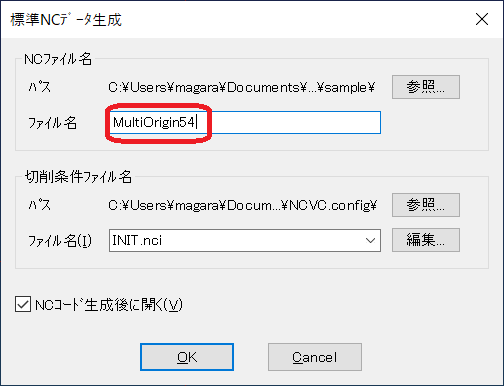 標準NCﾃﾞｰﾀ生成
NCﾌｧｲﾙ名
ﾊﾟｽ C:¥Users¥magara¥Documents¥...¥sample¥ 参照...
ﾌｧｲﾙ名 MultiOrigin54
切削条件ﾌｧｲﾙ名
ﾊﾟｽ C:¥Users¥magara¥Docum...¥NCVC.config¥ 参照...
ﾌｧｲﾙ名(I) INIT.nci 編集...
NCｺｰﾄﾞ生成後に開く(V)
OK Cancel